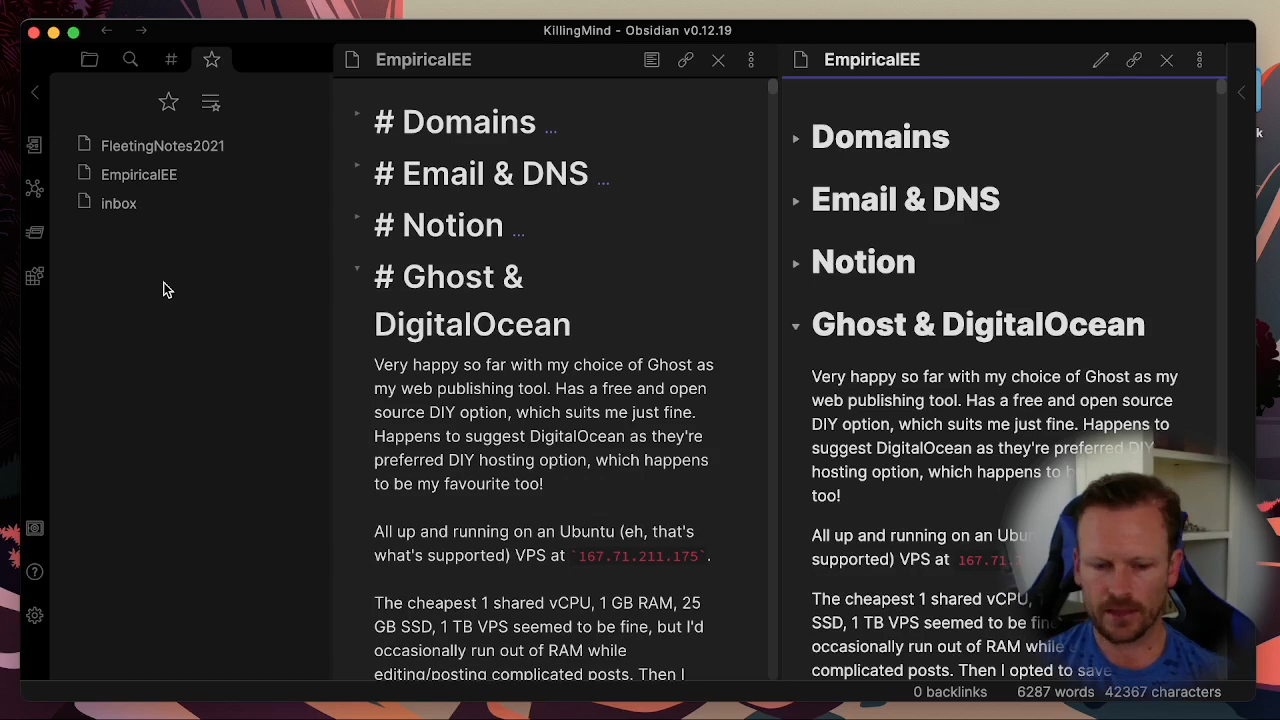 KillingMind - Obsidian v0.12.19
EmpiricalEE
EmpiricalEE
FleetingNotes2021
EmpiricalEE
inbox
# Domains ...
# Email & DNS ...
# Notion ...
# Ghost &
DigitalOcean
Very happy so far with my choice of Ghost as
my web publishing tool. Has a free and open
source DIY option, which suits me just fine.
Happens to suggest DigitalOcean as they're
preferred DIY hosting option, which happens
to be my favourite too!
All up and running on an Ubuntu (eh, that's
what's supported) VPS at `167.71.211.175`.
The cheapest 1 shared vCPU, 1 GB RAM, 25
GB SSD, 1 TB VPS seemed to be fine, but I'd
occasionally run out of RAM while
editing/posting complicated posts. Then I
Domains
Email & DNS
Notion
Ghost & DigitalOcean
Very happy so far with my choice of Ghost as my
web publishing tool. Has a free and open source
DIY option, which suits me just fine. Happens to
suggest DigitalOcean as they're preferred DIY
hosting option, which happens to
too!
All up and running on an
supported) VPS at 167.71.
The cheapest 1 shared vCPU,
SSD, 1 TB VPS seemed to be
occasionally run out of RAM while
complicated posts. Then I opted to save
0 backlinks 6287 words 42367 characters